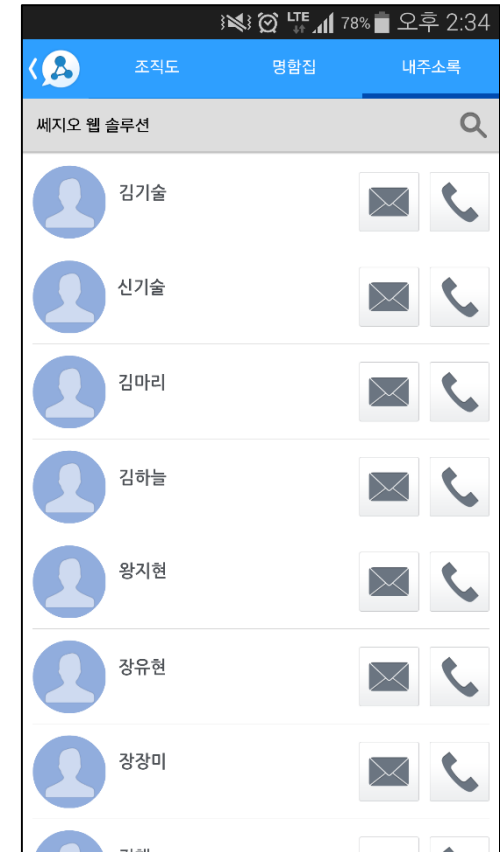 LTE 78% 오후 2:34
조직도 명함집 내주소록
쎄지오 웹 솔루션
김기술
신기술
김마리
김하늘
왕지현
장유현
장장미